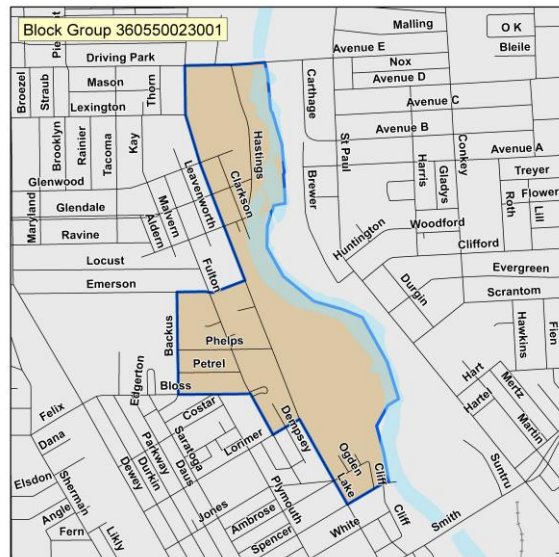 Block Group 360550023001
Malling
O K
Bleile
Avenue E
Nox
Avenue D
Driving Park
Mason
Lexington
Thorn
Broezel
Straub
Carthage
Avenue C
Avenue B
Avenue A
St Paul
Conkey
Brooklyn
Rainier
Tacoma
Kay
Hastings
Clarkson
Leavenworth
Brewer
Harris
Gladys
Treyer
Flower
Roth
Lill
Glenwood
Glendale
Maryland
Ravine
Malvern
Aldern
Huntington
Woodford
Clifford
Locust
Emerson
Fulton
Durgin
Evergreen
Scrantom
Hawkins
Backus
Phelps
Petrel
Bloss
Edgerton
Hart
Hartel
Mertz
Martin
Felix
Dana
Costar
Saratoga
Lorimer
Dempsey
Parkway
Durkin
Dewey
Daus
Ogden
Lake
Cliff
Suntru
Elsdon
Sherman
Angle
Fern
Likly
Jones
Plymouth
Ambrose
Spencer
White
Cliff
Smith